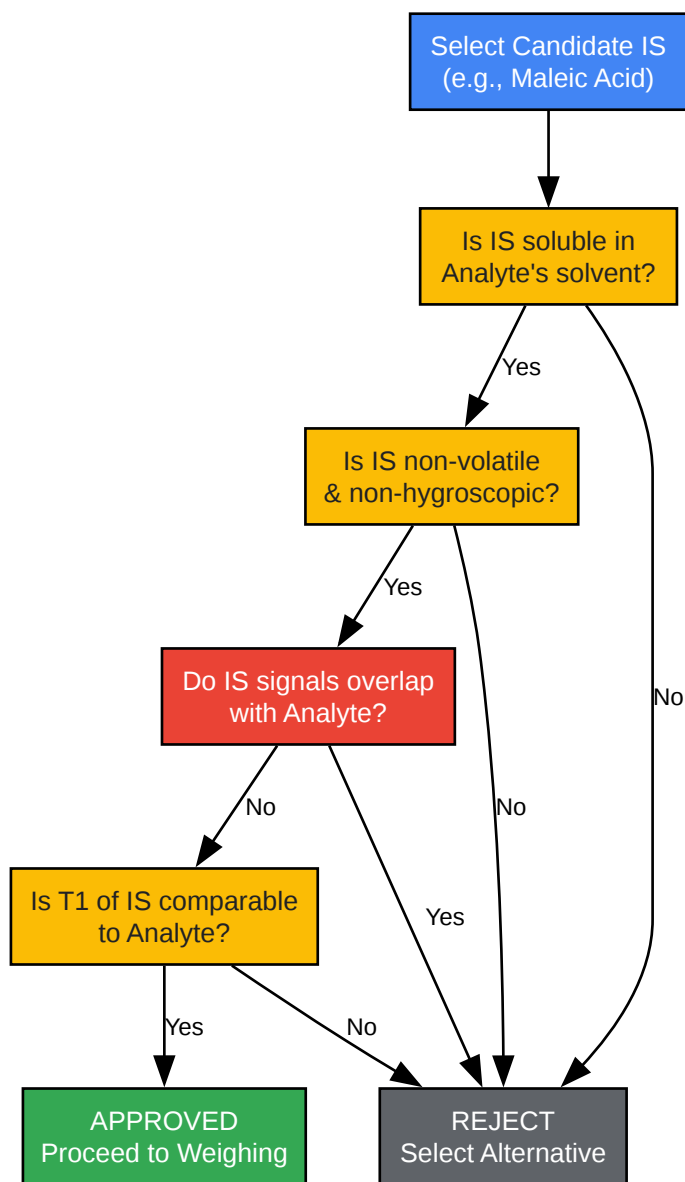 Select Candidate IS
(e.g., Maleic Acid)
Is IS soluble in
Analyte's solvent?
Yes
Is IS non-volatile
& non-hygroscopic?
Yes
Do IS signals overlap
with Analyte?
No
No
No
Is T1 of IS comparable
to Analyte?
Yes
Yes
No
APPROVED
Proceed to Weighing
REJECT
Select Alternative